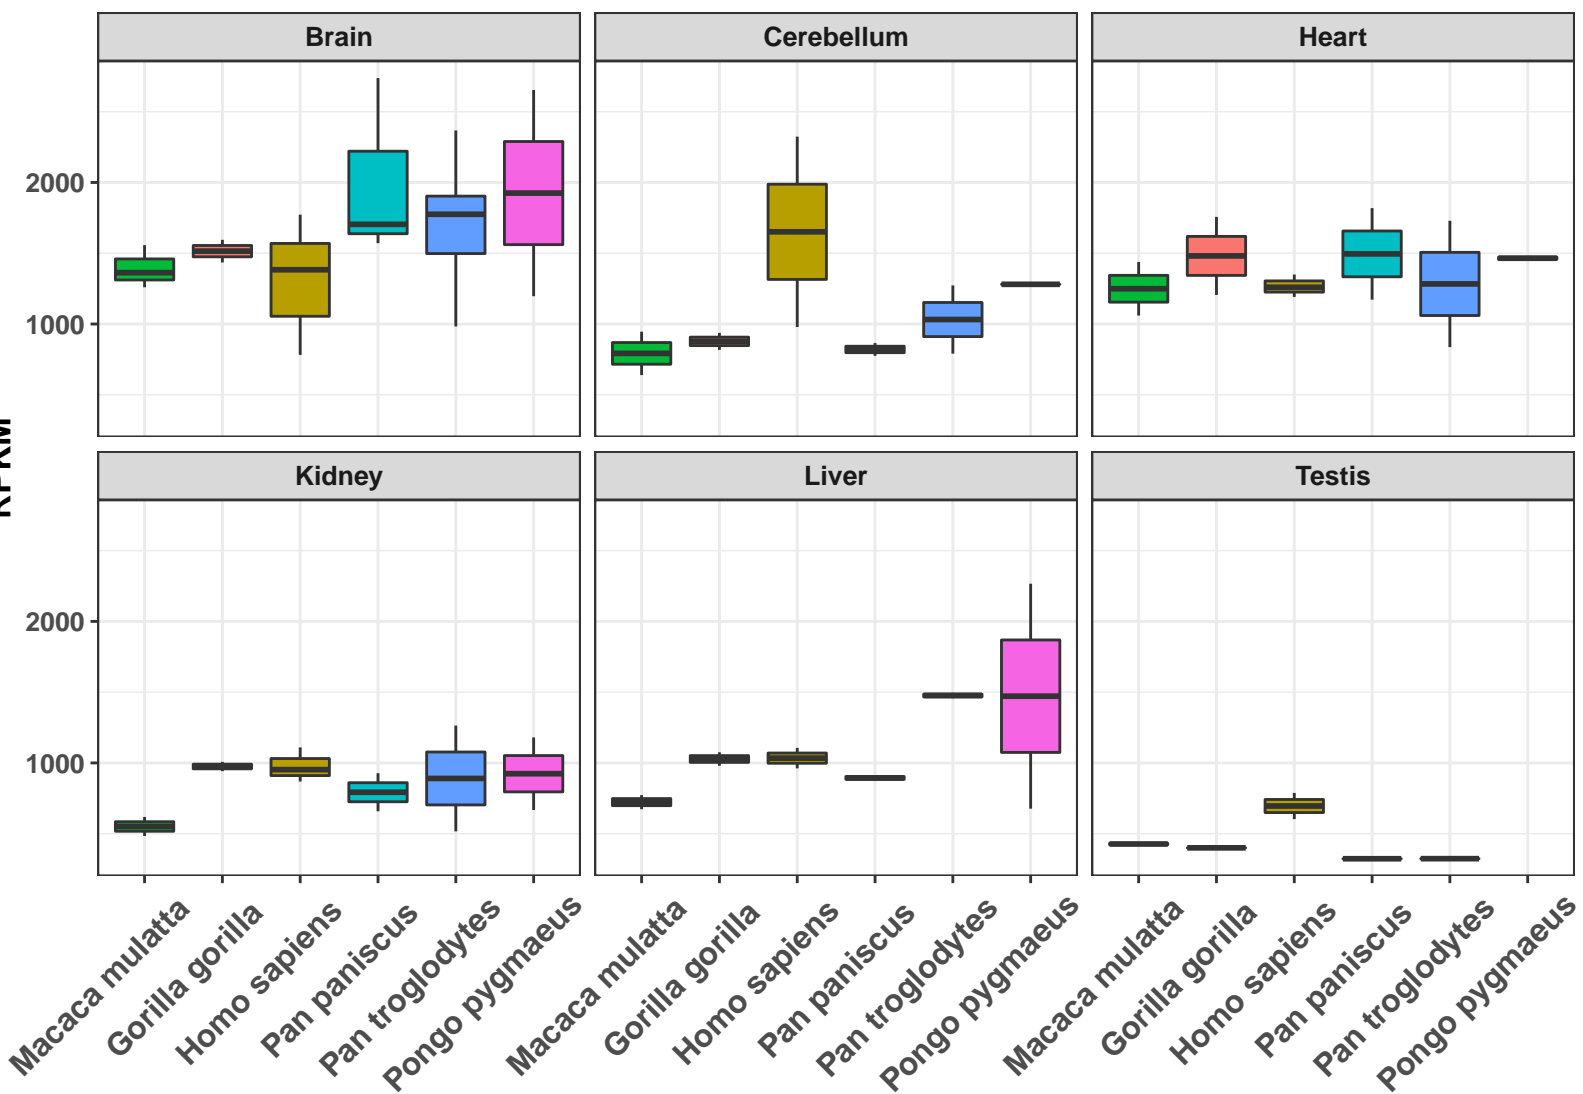 Brain
Cerebellum
Heart
2000
1000
RPKM
Kidney
Liver
Testis
2000
1000
Macaca mulatta
Gorilla gorilla
Homo sapiens
Pan paniscus
Pan troglodytes
Pongo pygmaeus
Macaca mulatta
Gorilla gorilla
Homo sapiens
Pan paniscus
Pan troglodytes
Pongo pygmaeus
Macaca mulatta
Gorilla gorilla
Homo sapiens
Pan paniscus
Pan troglodytes
Pongo pygmaeus